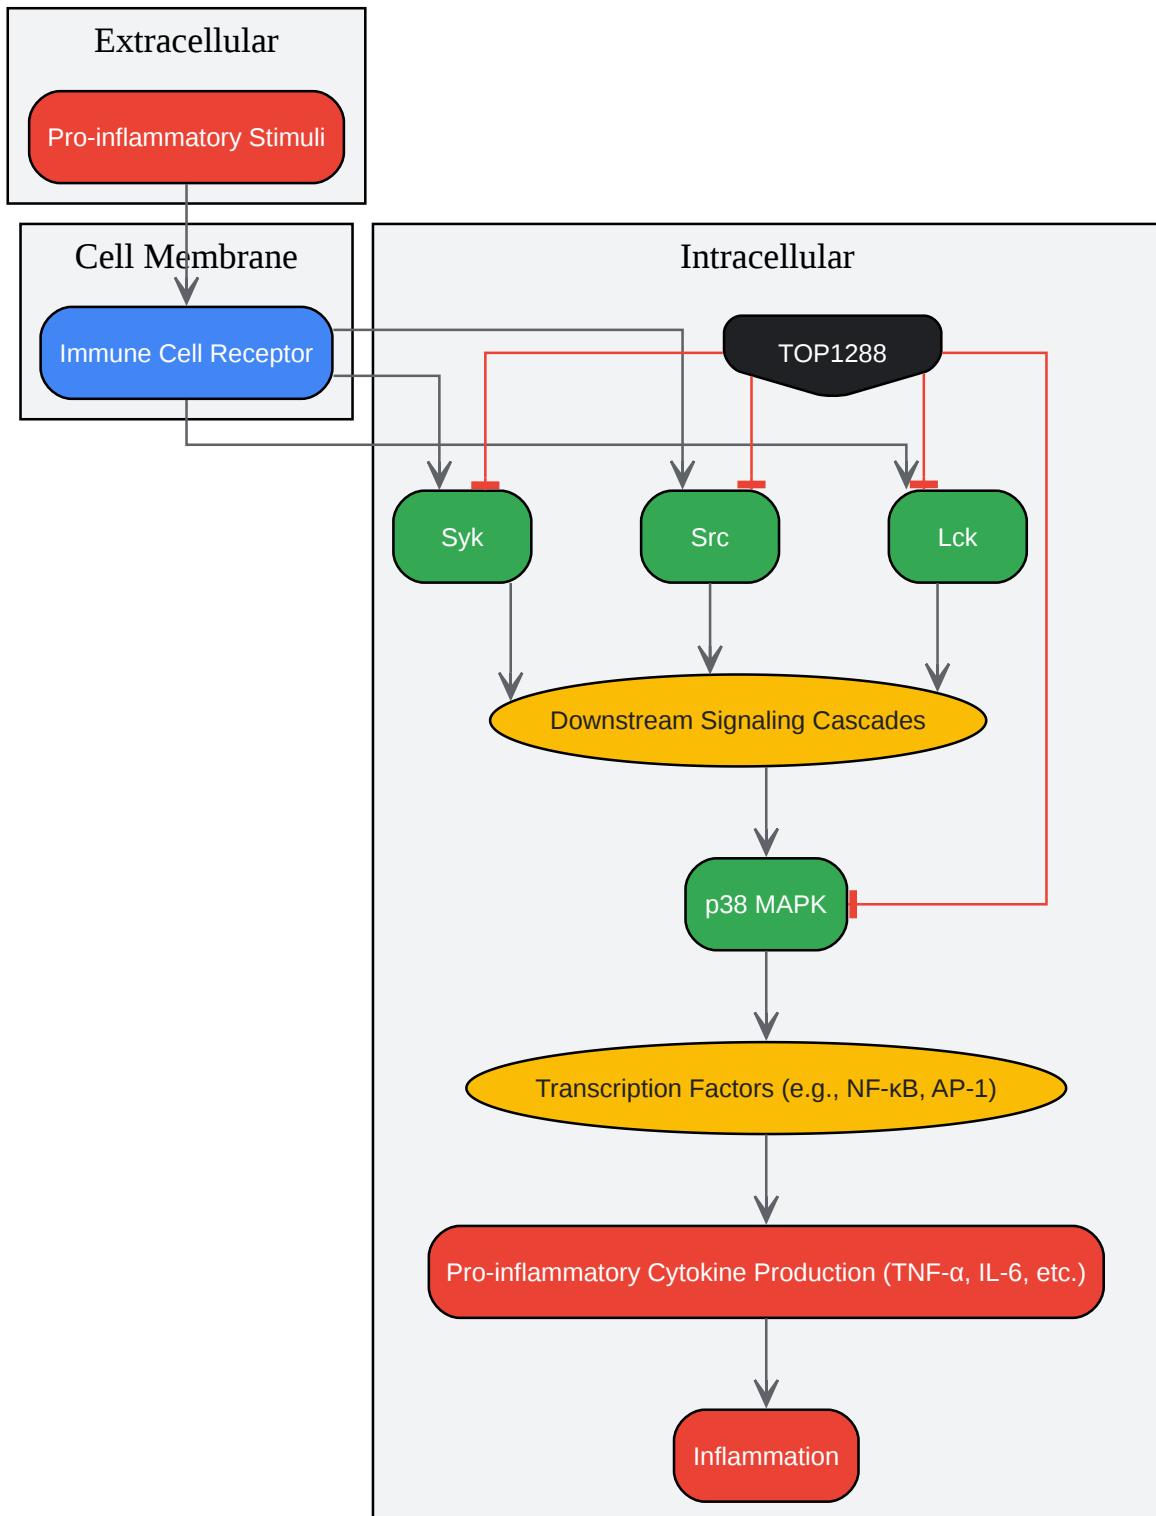 Extracellular
Pro-inflammatory Stimuli
Cell Membrane
Intracellular
Immune Cell Receptor
TOP1288
Syk
Src
Lck
Downstream Signaling Cascades
p38 MAPK
Transcription Factors (e.g., NF-κB, AP-1)
Pro-inflammatory Cytokine Production (TNF-α, IL-6, etc.)
Inflammation